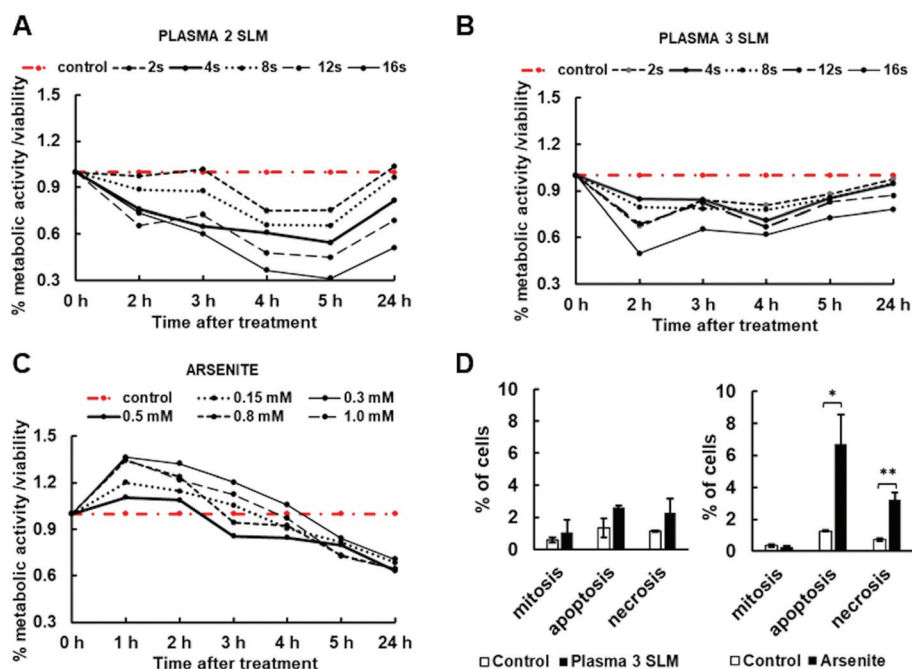 A
PLASMA 2 SLM
control 2s 4s 8s 12s 16s
% metabolic activity /viability
1.5
1.2
0.9
0.6
0.3
0 h 2 h 3 h 4 h 5 h 24 h
Time after treatment
B
PLASMA 3 SLM
control 2s 4s 8s 12s 16s
% metabolic activity /viability
1.5
1.2
0.9
0.6
0.3
0 h 2 h 3 h 4 h 5 h 24 h
Time after treatment
C
ARSENITE
control 0.15 mM 0.3 mM
0.5 mM 0.8 mM 1.0 mM
% metabolic activity/viability
1.5
1.2
0.9
0.6
0.3
0 h 1 h 2 h 3 h 4 h 5 h 24 h
Time after treatment
D
% of cells
10
8
6
4
2
0
mitosis
apoptosis
necrosis
Control Plasma 3 SLM
% of cells
10
8
6
4
2
0
*
**
mitosis
apoptosis
necrosis
Control Arsenite